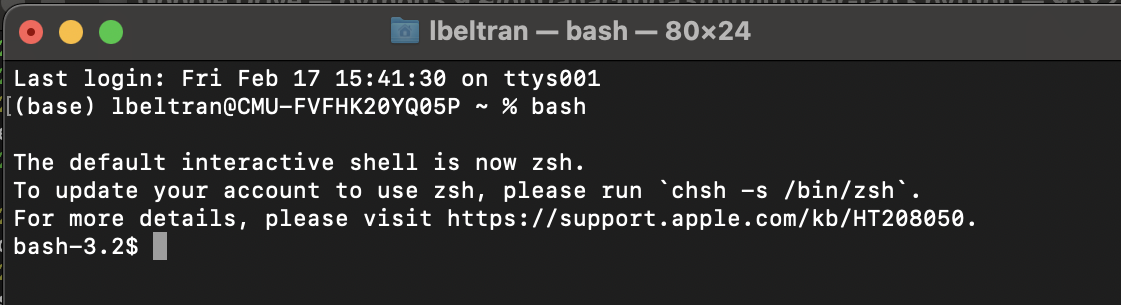 lbeltran — bash — 80×24
Last login: Fri Feb 17 15:41:30 on ttys001
[(base) lbeltran@CMU-FVFHK20YQ05P ~ % bash
The default interactive shell is now zsh.
To update your account to use zsh, please run `chsh -s /bin/zsh`.
For more details, please visit https://support.apple.com/kb/HT208050.
bash-3.2$